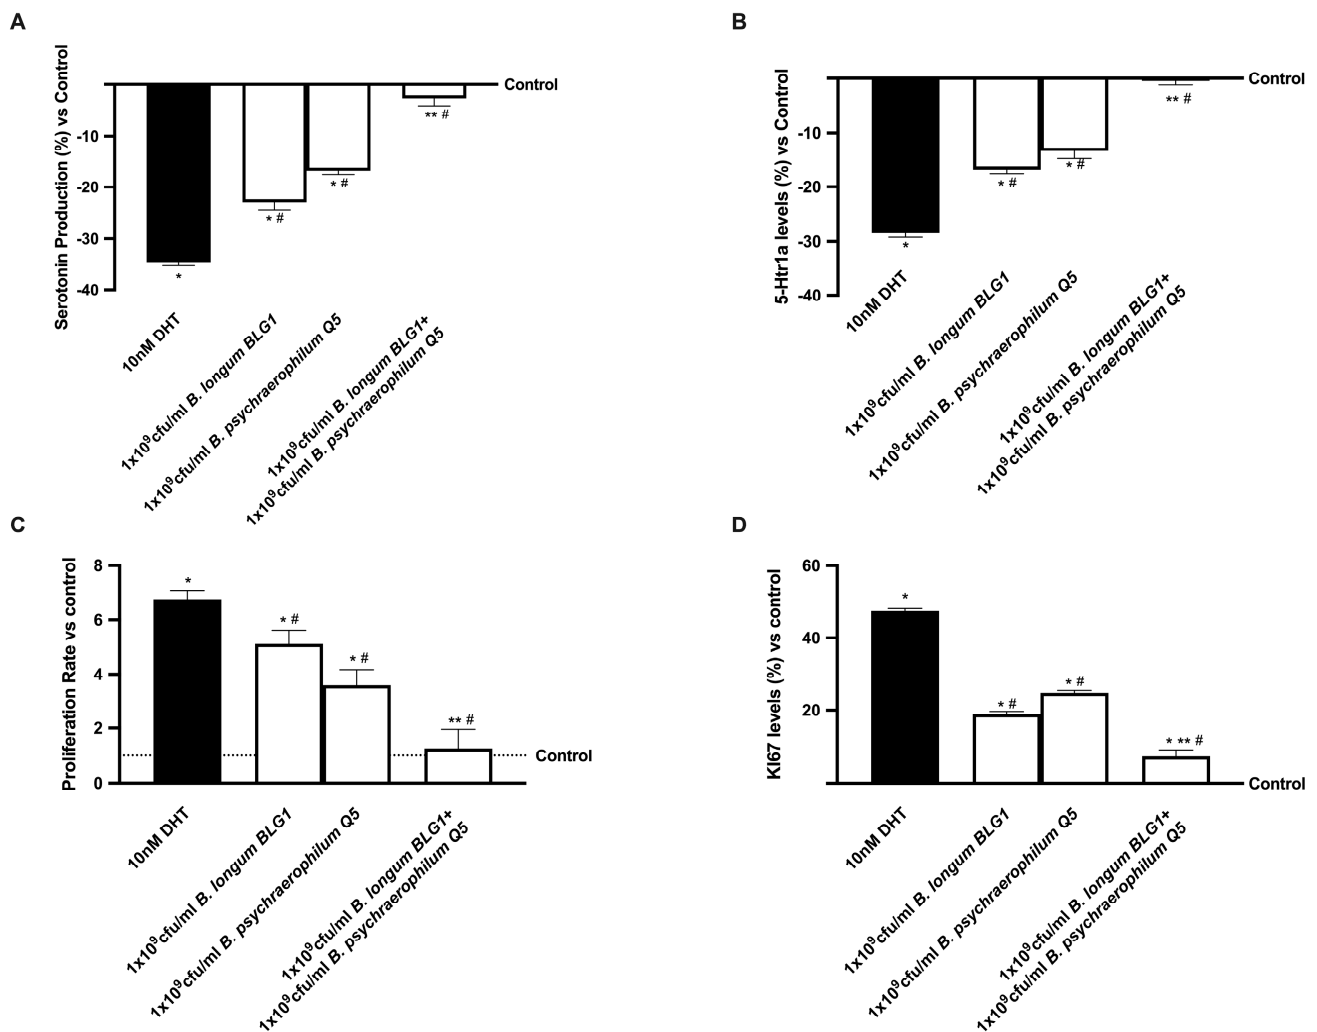 A
Serotonin Production (%) vs Control
-10
-20
-30
-40
Control
*
* #
* #
** #
10nM DHT
1x10⁹cfu/ml B. longum BLG1
1x10⁹cfu/ml B. psychraerophilum Q5
1x10⁹cfu/ml B. longum BLG1+
1x10⁹cfu/ml B. psychraerophilum Q5
B
5-Htr1a levels (%) vs Control
-10
-20
-30
-40
Control
*
* #
* #
** #
10nM DHT
1x10⁹cfu/ml B. longum BLG1
1x10⁹cfu/ml B. psychraerophilum Q5
1x10⁹cfu/ml B. longum BLG1+
1x10⁹cfu/ml B. psychraerophilum Q5
C
Proliferation Rate vs control
8
6
4
2
0
*
* #
* #
** #
Control
10nM DHT
1x10⁹cfu/ml B. longum BLG1
1x10⁹cfu/ml B. psychraerophilum Q5
1x10⁹cfu/ml B. longum BLG1+
1x10⁹cfu/ml B. psychraerophilum Q5
D
KI67 levels (%) vs control
60
40
20
*
* #
* #
* ** #
Control
10nM DHT
1x10⁹cfu/ml B. longum BLG1
1x10⁹cfu/ml B. psychraerophilum Q5
1x10⁹cfu/ml B. longum BLG1+
1x10⁹cfu/ml B. psychraerophilum Q5